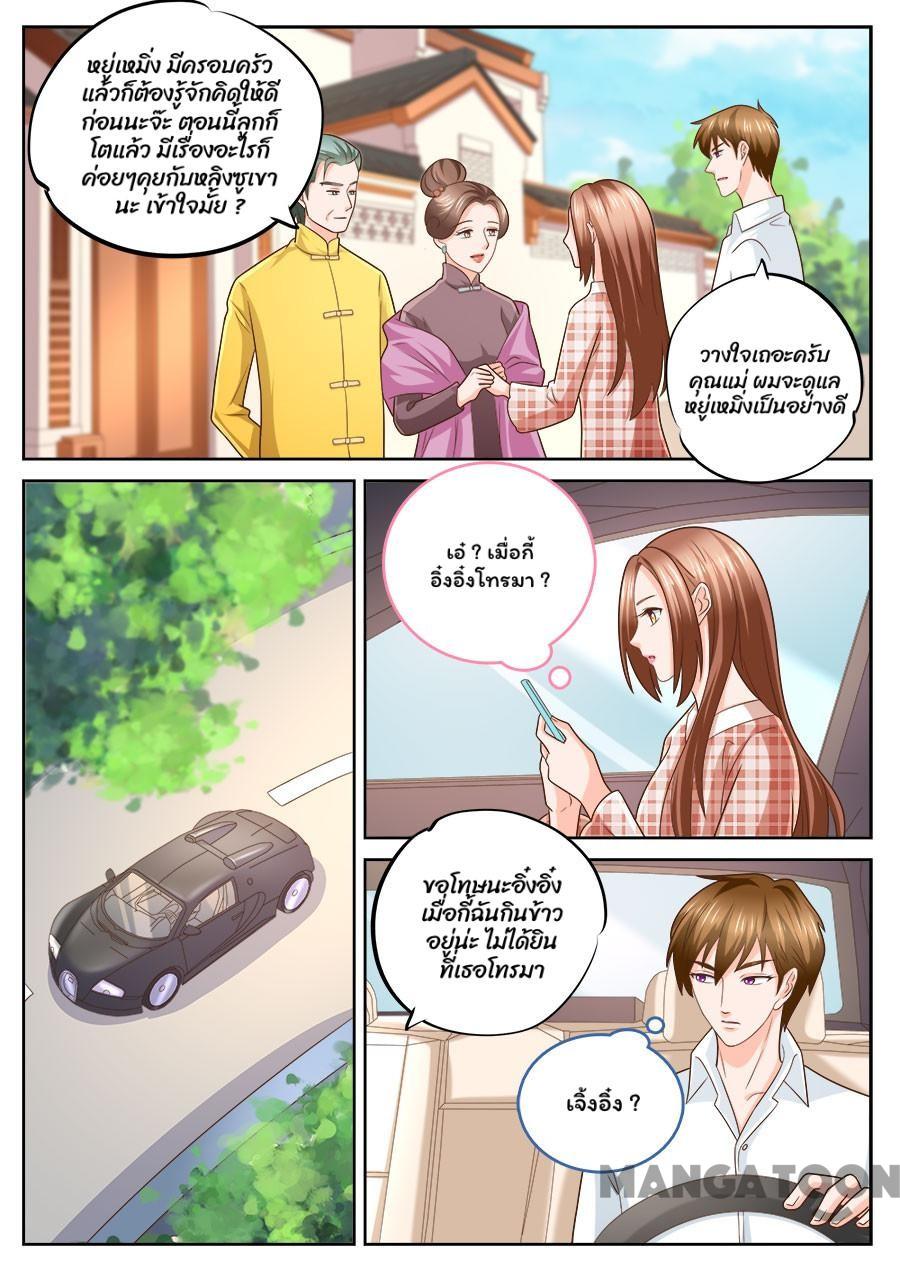 หยู่เหมิ่ง มีครอบครัว
แล้วก็ต้องรู้จักคิดให้ดี
ก่อนนะจ๊ะ ตอนนี้ลูกก็
โตแล้ว มีเรื่องอะไรก็
ค่อยๆคุยกับหลิงซูเขา
นะ เข้าใจมั้ย ?
วางใจเถอะครับ
คุณแม่ ผมจะดูแล
หยู่เหมิ่งเป็นอย่างดี
เอ๋ ? เมื่อกี้
อิ๋งอิ๋งโทรมา ?
ขอโทษนะอิ๋งอิ๋ง
เมื่อกี้ฉันกินข้าว
อยู่น่ะ ไม่ได้ยิน
ที่เธอโทรมา
เจิ้งอิ๋ง ?
MANGATOON